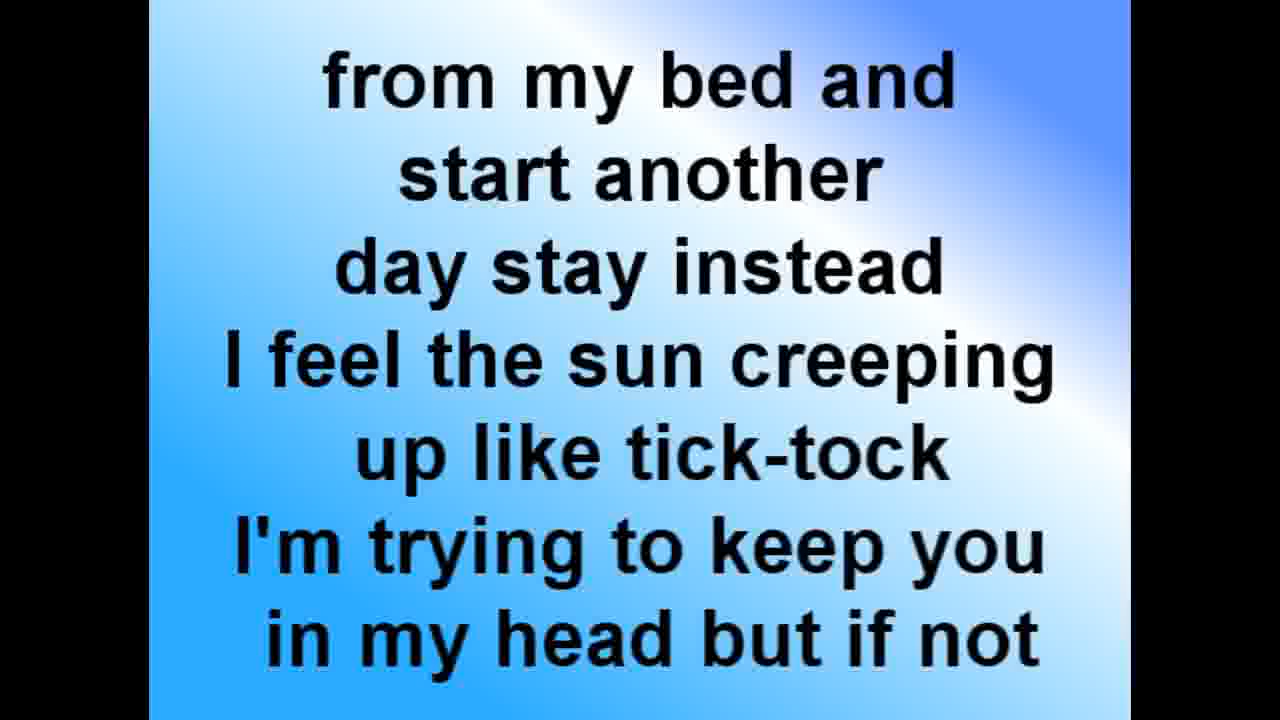 from my bed and
start another
day stay instead
I feel the sun creeping
up like tick-tock
I'm trying to keep you
in my head but if not